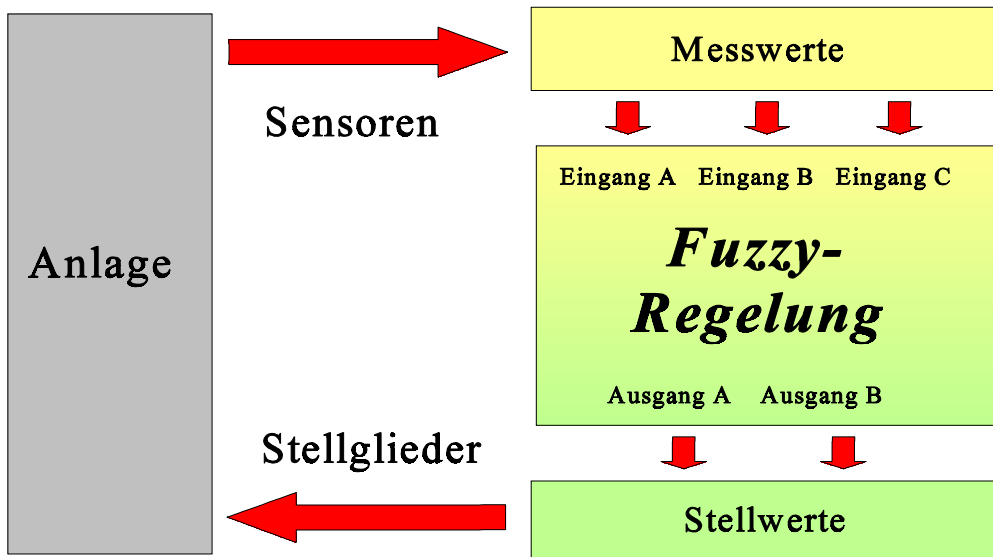 Messwerte
Sensoren
Eingang A Eingang B Eingang C
Anlage
Fuzzy-
Regelung
Ausgang A Ausgang B
Stellglieder
Stellwerte